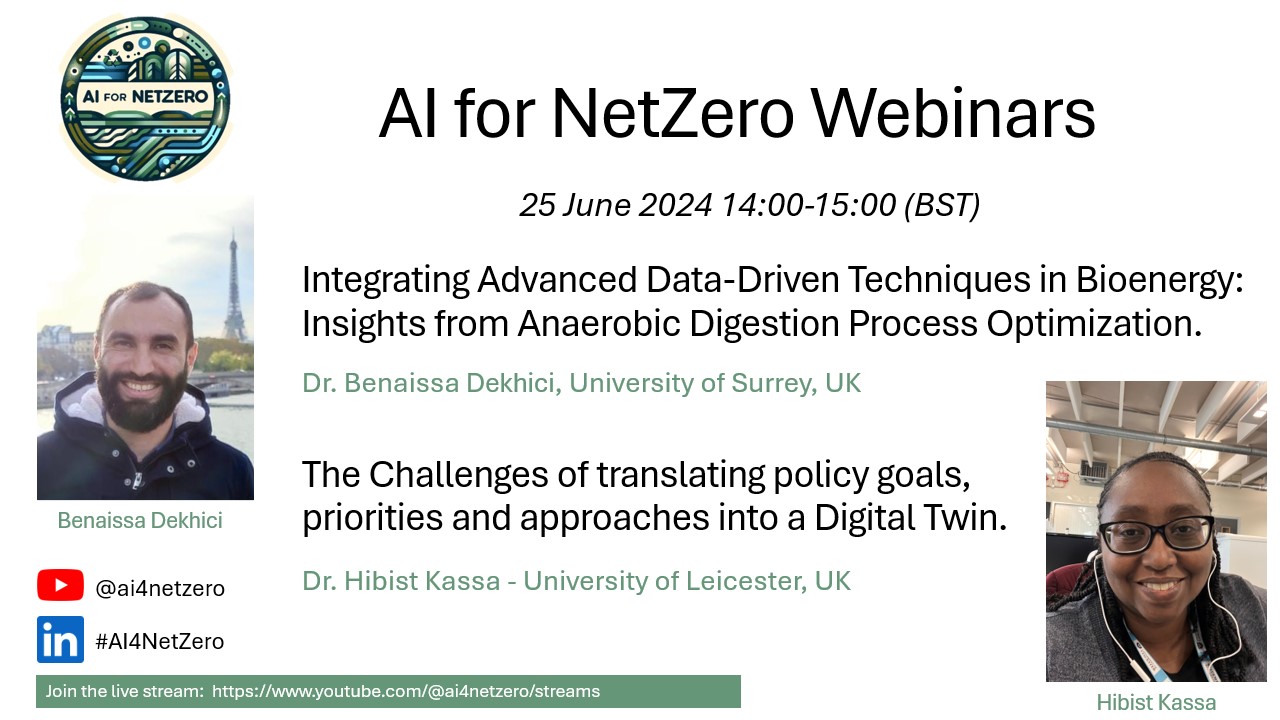 AI FOR NETZERO
AI for NetZero Webinars
25 June 2024 14:00-15:00 (BST)
Integrating Advanced Data-Driven Techniques in Bioenergy:
Insights from Anaerobic Digestion Process Optimization.
Dr. Benaissa Dekhici, University of Surrey, UK
Benaissa Dekhici
The Challenges of translating policy goals,
priorities and approaches into a Digital Twin.
Dr. Hibist Kassa - University of Leicester, UK
Hibist Kassa
@ai4netzero
in
#AI4NetZero
Join the live stream: https://www.youtube.com/@ai4netzero/streams